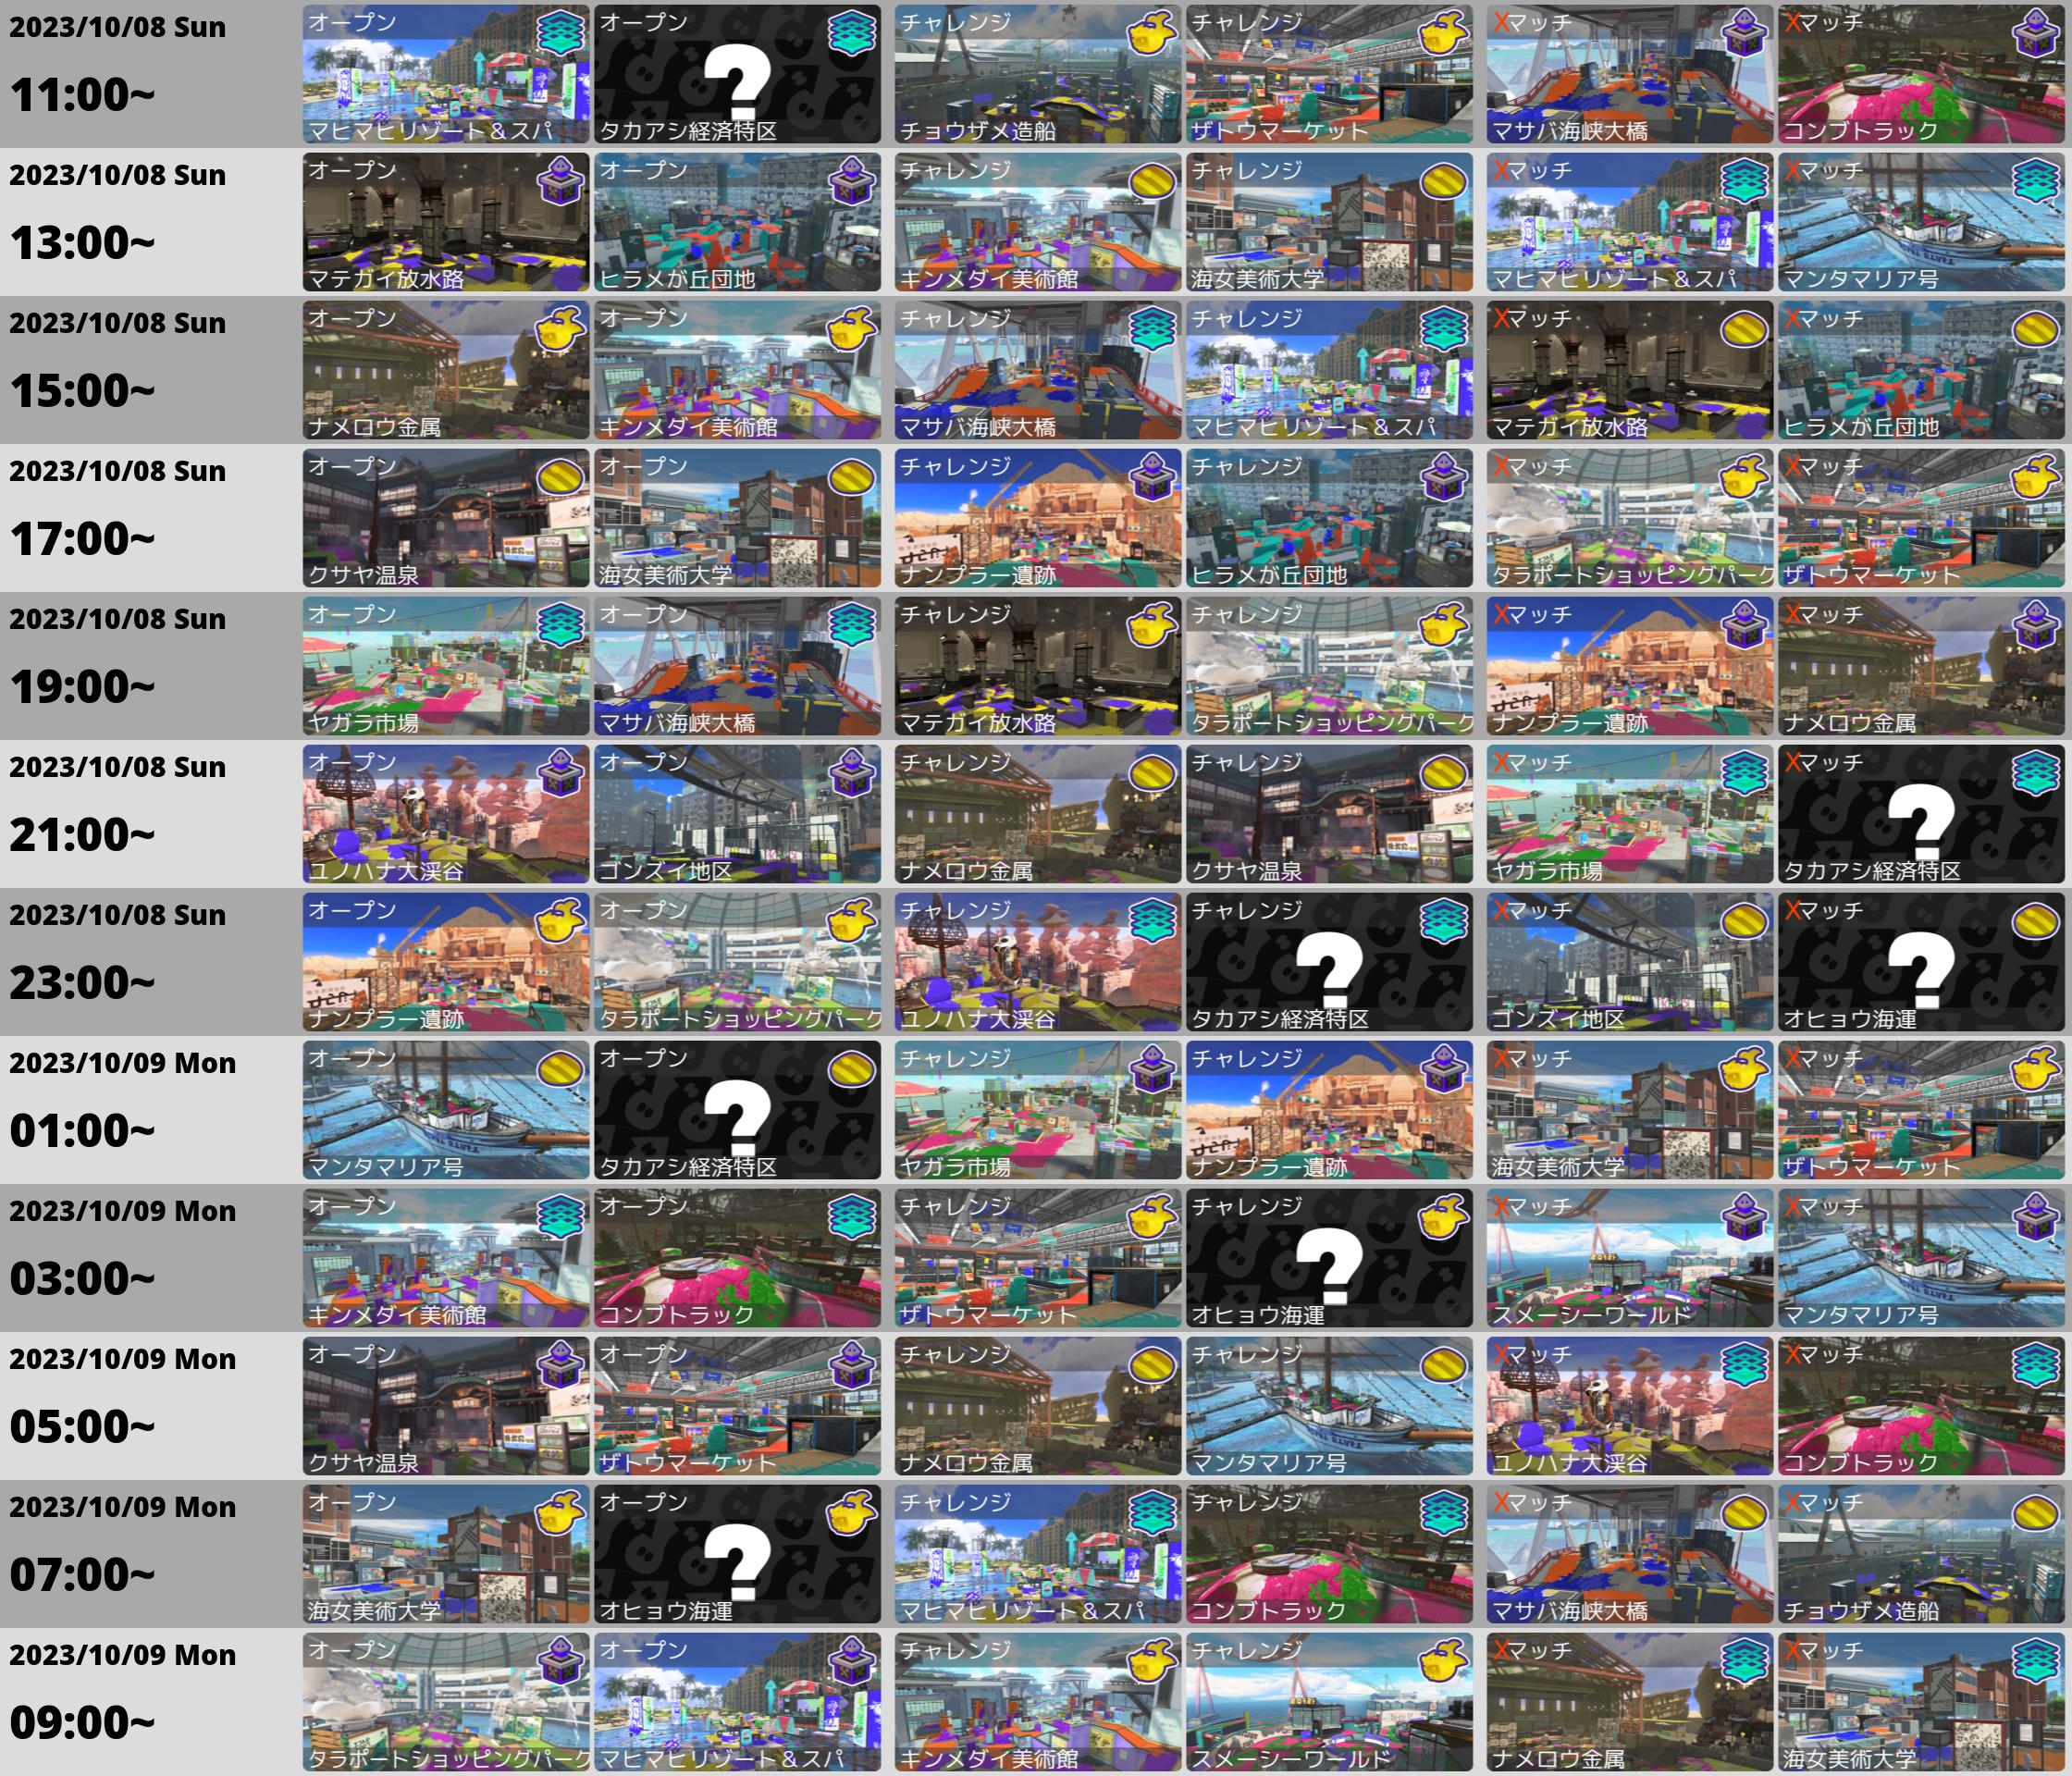 2023/10/08 Sun
11:00~
オープン オープン チャレンジ チャレンジ Xマッチ Xマッチ
マヒマヒリゾート＆スパ タカアシ経済特区 チョウザメ造船 ザトウマーケット マサバ海峡大橋 コンブトラック
2023/10/08 Sun
13:00~
オープン オープン チャレンジ チャレンジ Xマッチ Xマッチ
マテガイ放水路 ヒラメが丘団地 キンメダイ美術館 海女美術大学 マヒマヒリゾート＆スパ マンタマリア号
2023/10/08 Sun
15:00~
オープン オープン チャレンジ チャレンジ Xマッチ Xマッチ
ナメロウ金属 キンメダイ美術館 マサバ海峡大橋 マヒマヒリゾート＆スパ マテガイ放水路 ヒラメが丘団地
2023/10/08 Sun
17:00~
オープン オープン チャレンジ チャレンジ Xマッチ Xマッチ
クサヤ温泉 海女美術大学 ナンプラー遺跡 ヒラメが丘団地 タラポートショッピングパーク ザトウマーケット
2023/10/08 Sun
19:00~
オープン オープン チャレンジ チャレンジ Xマッチ Xマッチ
ヤガラ市場 マサバ海峡大橋 マテガイ放水路 タラポートショッピングパーク ナンプラー遺跡 ナメロウ金属
2023/10/08 Sun
21:00~
オープン オープン チャレンジ チャレンジ Xマッチ Xマッチ
ユノハナ大渓谷 ゴンズイ地区 ナメロウ金属 クサヤ温泉 ヤガラ市場 タカアシ経済特区
2023/10/08 Sun
23:00~
オープン オープン チャレンジ チャレンジ Xマッチ Xマッチ
ナンプラー遺跡 タラポートショッピングパーク ユノハナ大渓谷 タカアシ経済特区 ゴンズイ地区 オヒョウ海運
2023/10/09 Mon
01:00~
オープン オープン チャレンジ チャレンジ Xマッチ Xマッチ
マンタマリア号 タカアシ経済特区 ヤガラ市場 ナンプラー遺跡 海女美術大学 ザトウマーケット
2023/10/09 Mon
03:00~
オープン オープン チャレンジ チャレンジ Xマッチ Xマッチ
キンメダイ美術館 コンブトラック ザトウマーケット オヒョウ海運 スメーシーワールド マンタマリア号
2023/10/09 Mon
05:00~
オープン オープン チャレンジ チャレンジ Xマッチ Xマッチ
クサヤ温泉 ザトウマーケット ナメロウ金属 マンタマリア号 ユノハナ大渓谷 コンブトラック
2023/10/09 Mon
07:00~
オープン オープン チャレンジ チャレンジ Xマッチ Xマッチ
海女美術大学 オヒョウ海運 マヒマヒリゾート＆スパ コンブトラック マサバ海峡大橋 チョウザメ造船
2023/10/09 Mon
09:00~
オープン オープン チャレンジ チャレンジ Xマッチ Xマッチ
タラポートショッピングパーク マヒマヒリゾート＆スパ キンメダイ美術館 スメーシーワールド ナメロウ金属 海女美術大学